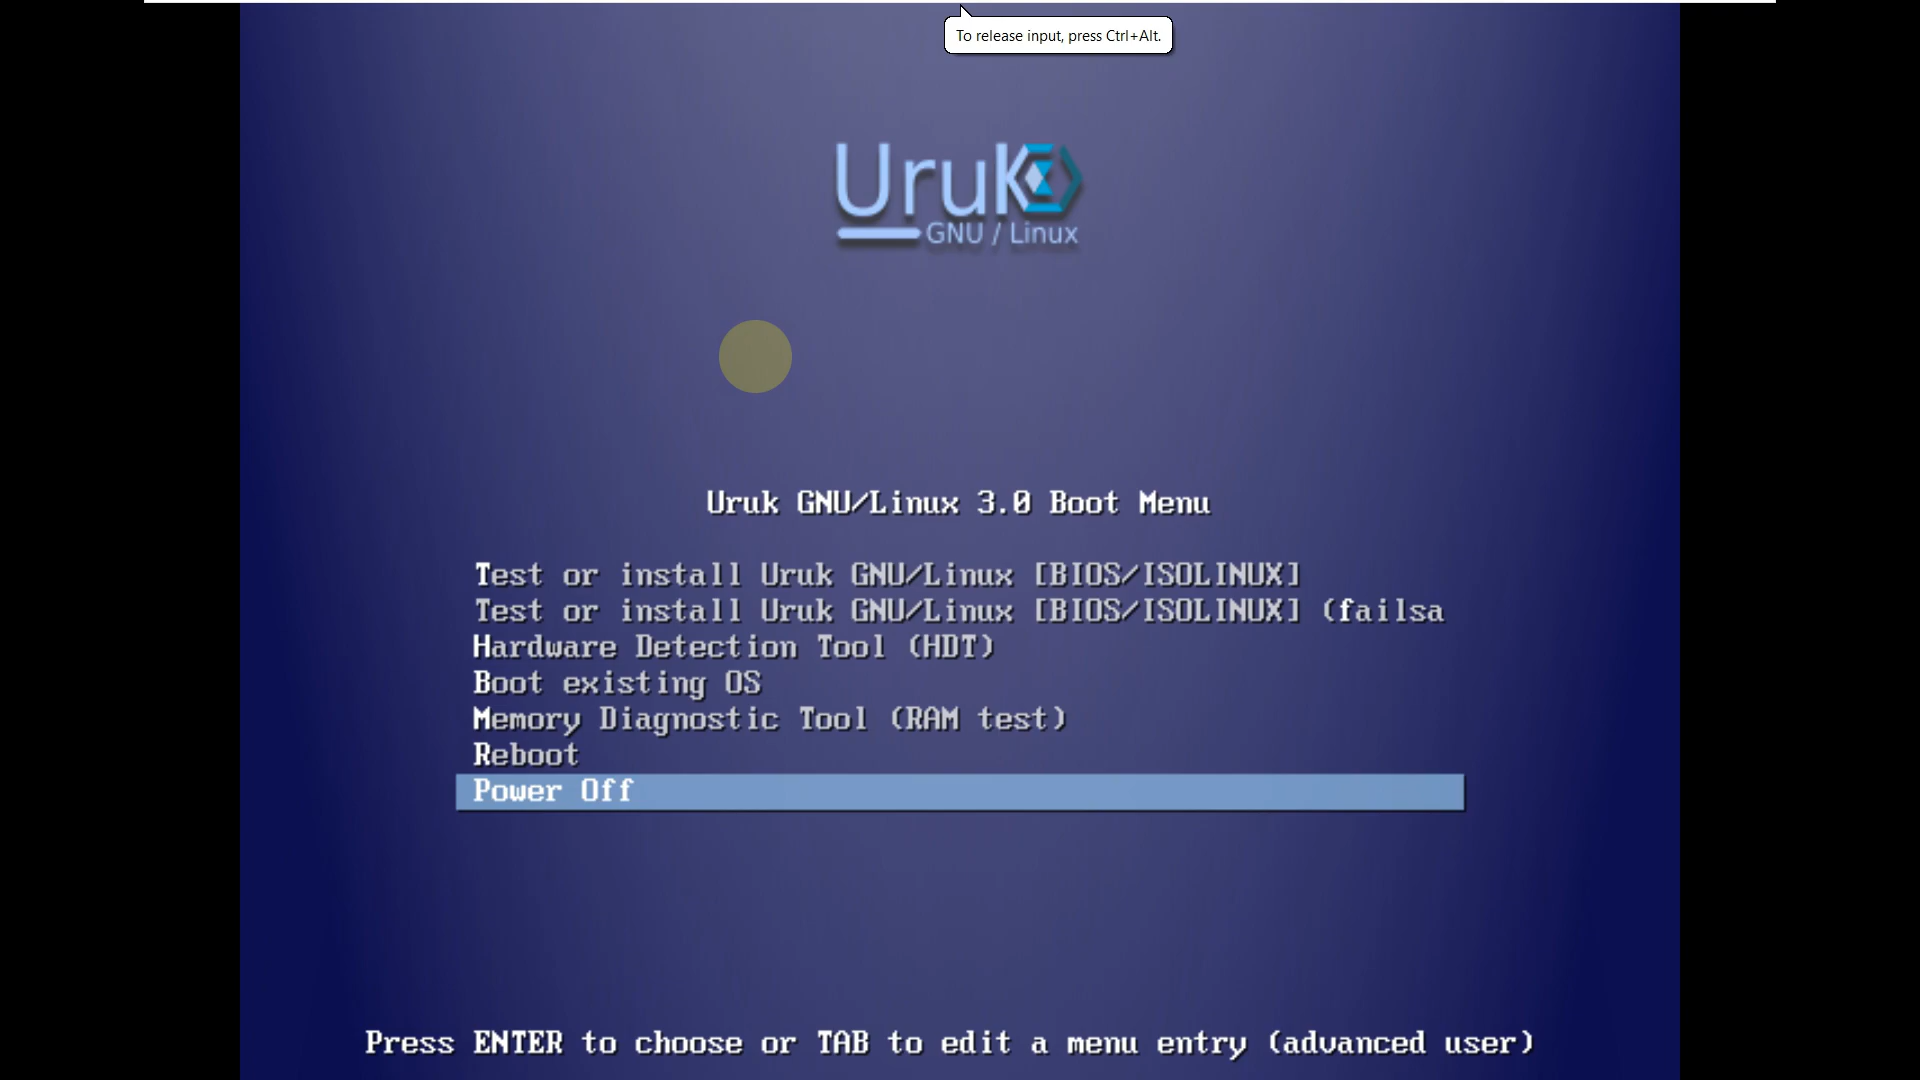 To release input, press Ctrl+Alt.
Uruk
GNU / Linux
Uruk GNU/Linux 3.0 Boot Menu
Test or install Uruk GNU/Linux [BIOS/ISOLINUX]
Test or install Uruk GNU/Linux [BIOS/ISOLINUX] (failsa
Hardware Detection Tool (HDT)
Boot existing OS
Memory Diagnostic Tool (RAM test)
Reboot
Power Off
Press ENTER to choose or TAB to edit a menu entry (advanced user)